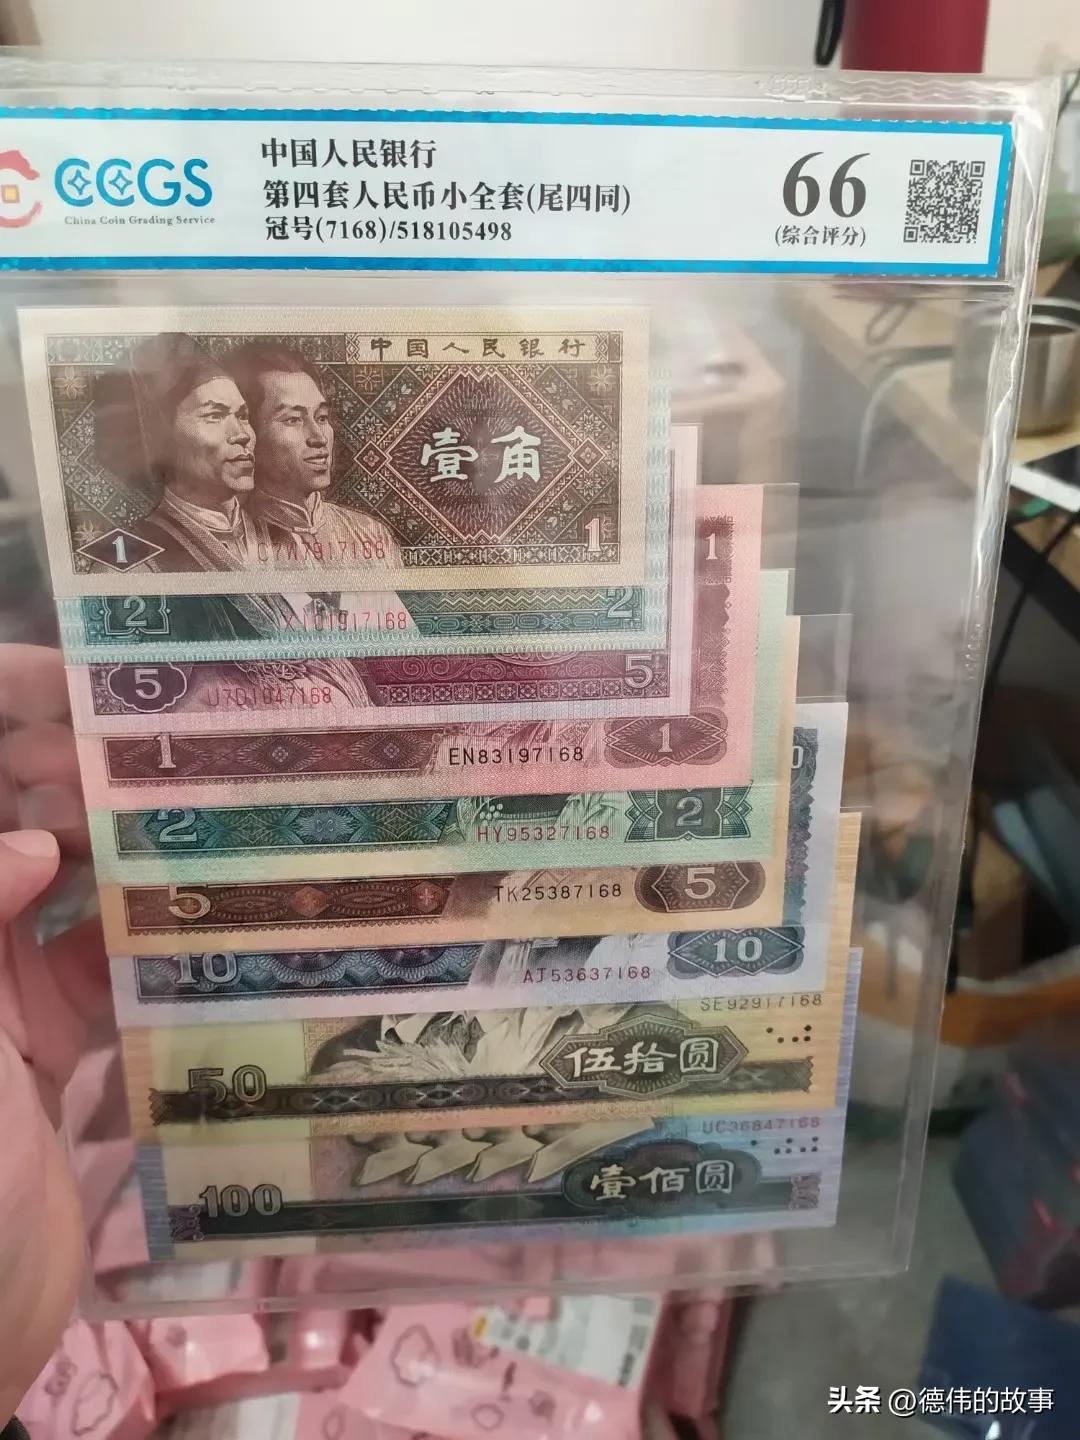 CCGS
China Coin Grading Service
中国人民银行
第四套人民币小全套(尾四同)
冠号(7168)/518105498
66
(综合评分)
中国人民银行
壹角
1
1
2
2
5
5
1
1
EN83197168
1
2
2
HY95327168
5
5
TK25387168
10
10
AJ53637168
SE92917168
50
伍拾圆
UC36847168
100
壹佰圆
头条 @德伟的故事